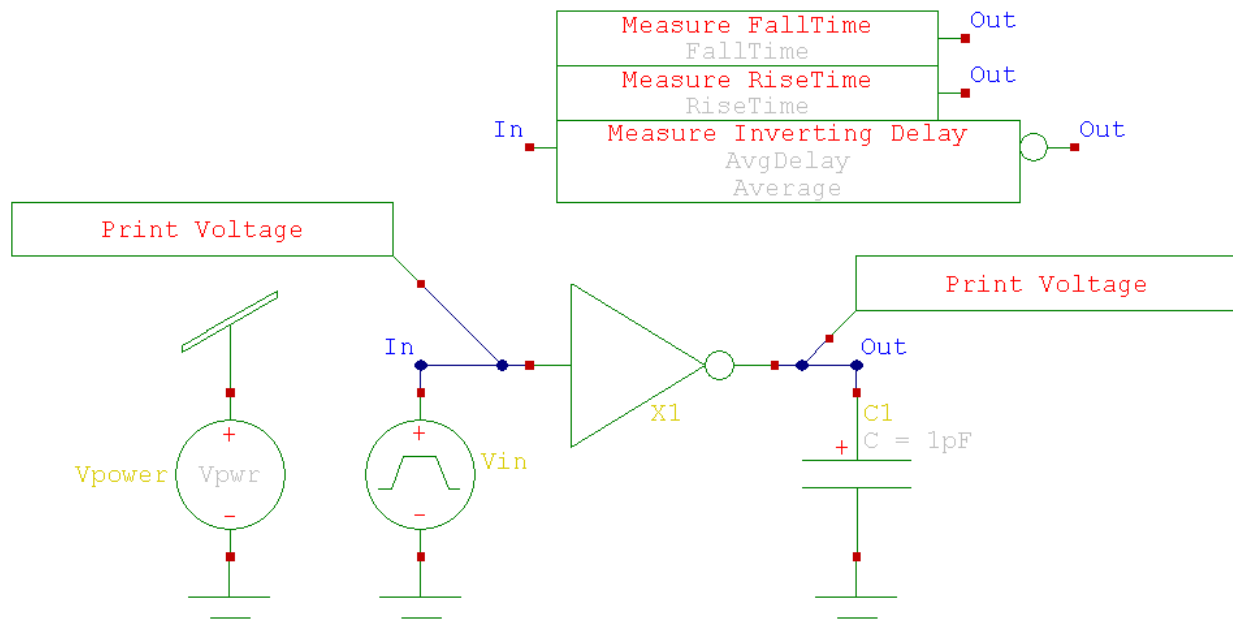 Measure FallTime
Out
FallTime
Measure RiseTime
Out
RiseTime
In
Measure Inverting Delay
Out
AvgDelay
Average
Print Voltage
Print Voltage
In
Out
X1
C1
C = 1pF
+
+
+
Vpower
Vpwr
Vin
-
-